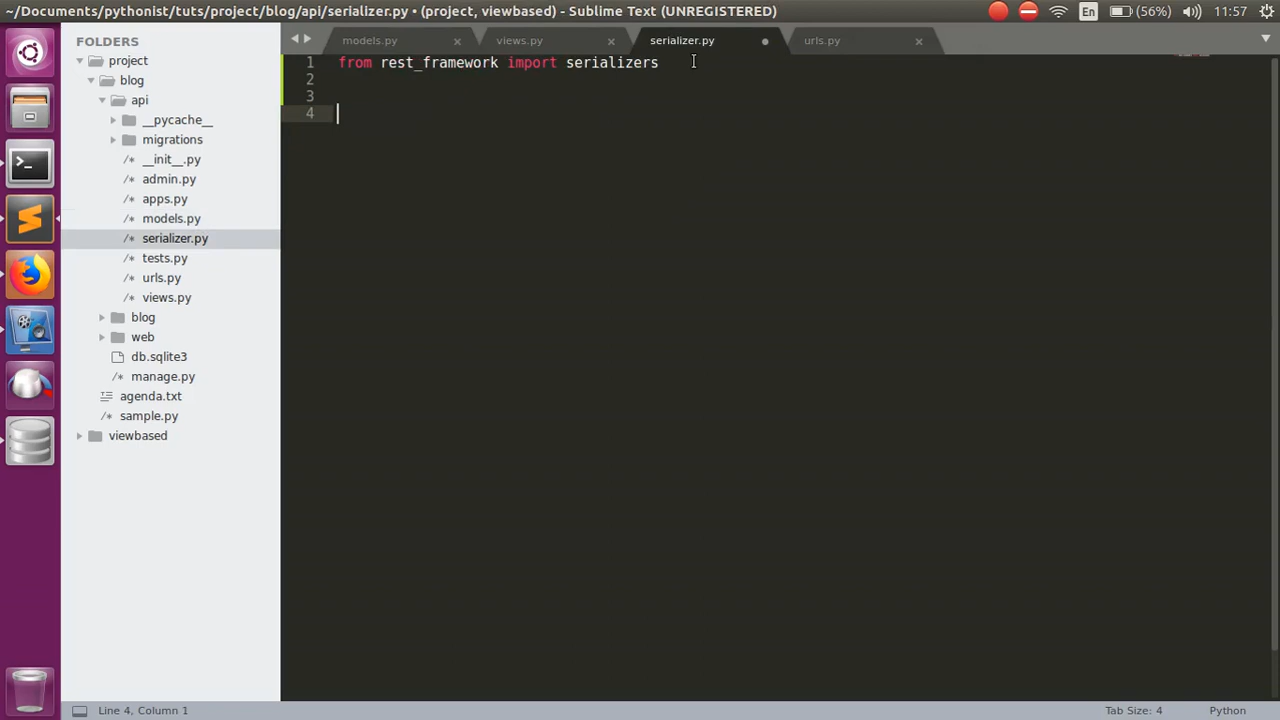 ~/Documents/pythonist/tuts/project/blog/api/serializer.py • (project, viewbased) - Sublime Text (UNREGISTERED)
En
(56%)
11:57
FOLDERS
project
blog
api
__pycache__
migrations
/* __init__.py
/* admin.py
/* apps.py
/* models.py
/* serializer.py
/* tests.py
/* urls.py
/* views.py
blog
web
db.sqlite3
/* manage.py
agenda.txt
/* sample.py
viewbased
models.py
views.py
serializer.py
urls.py
1 from rest_framework import serializers
2
3
4
Line 4, Column 1
Tab Size: 4
Python